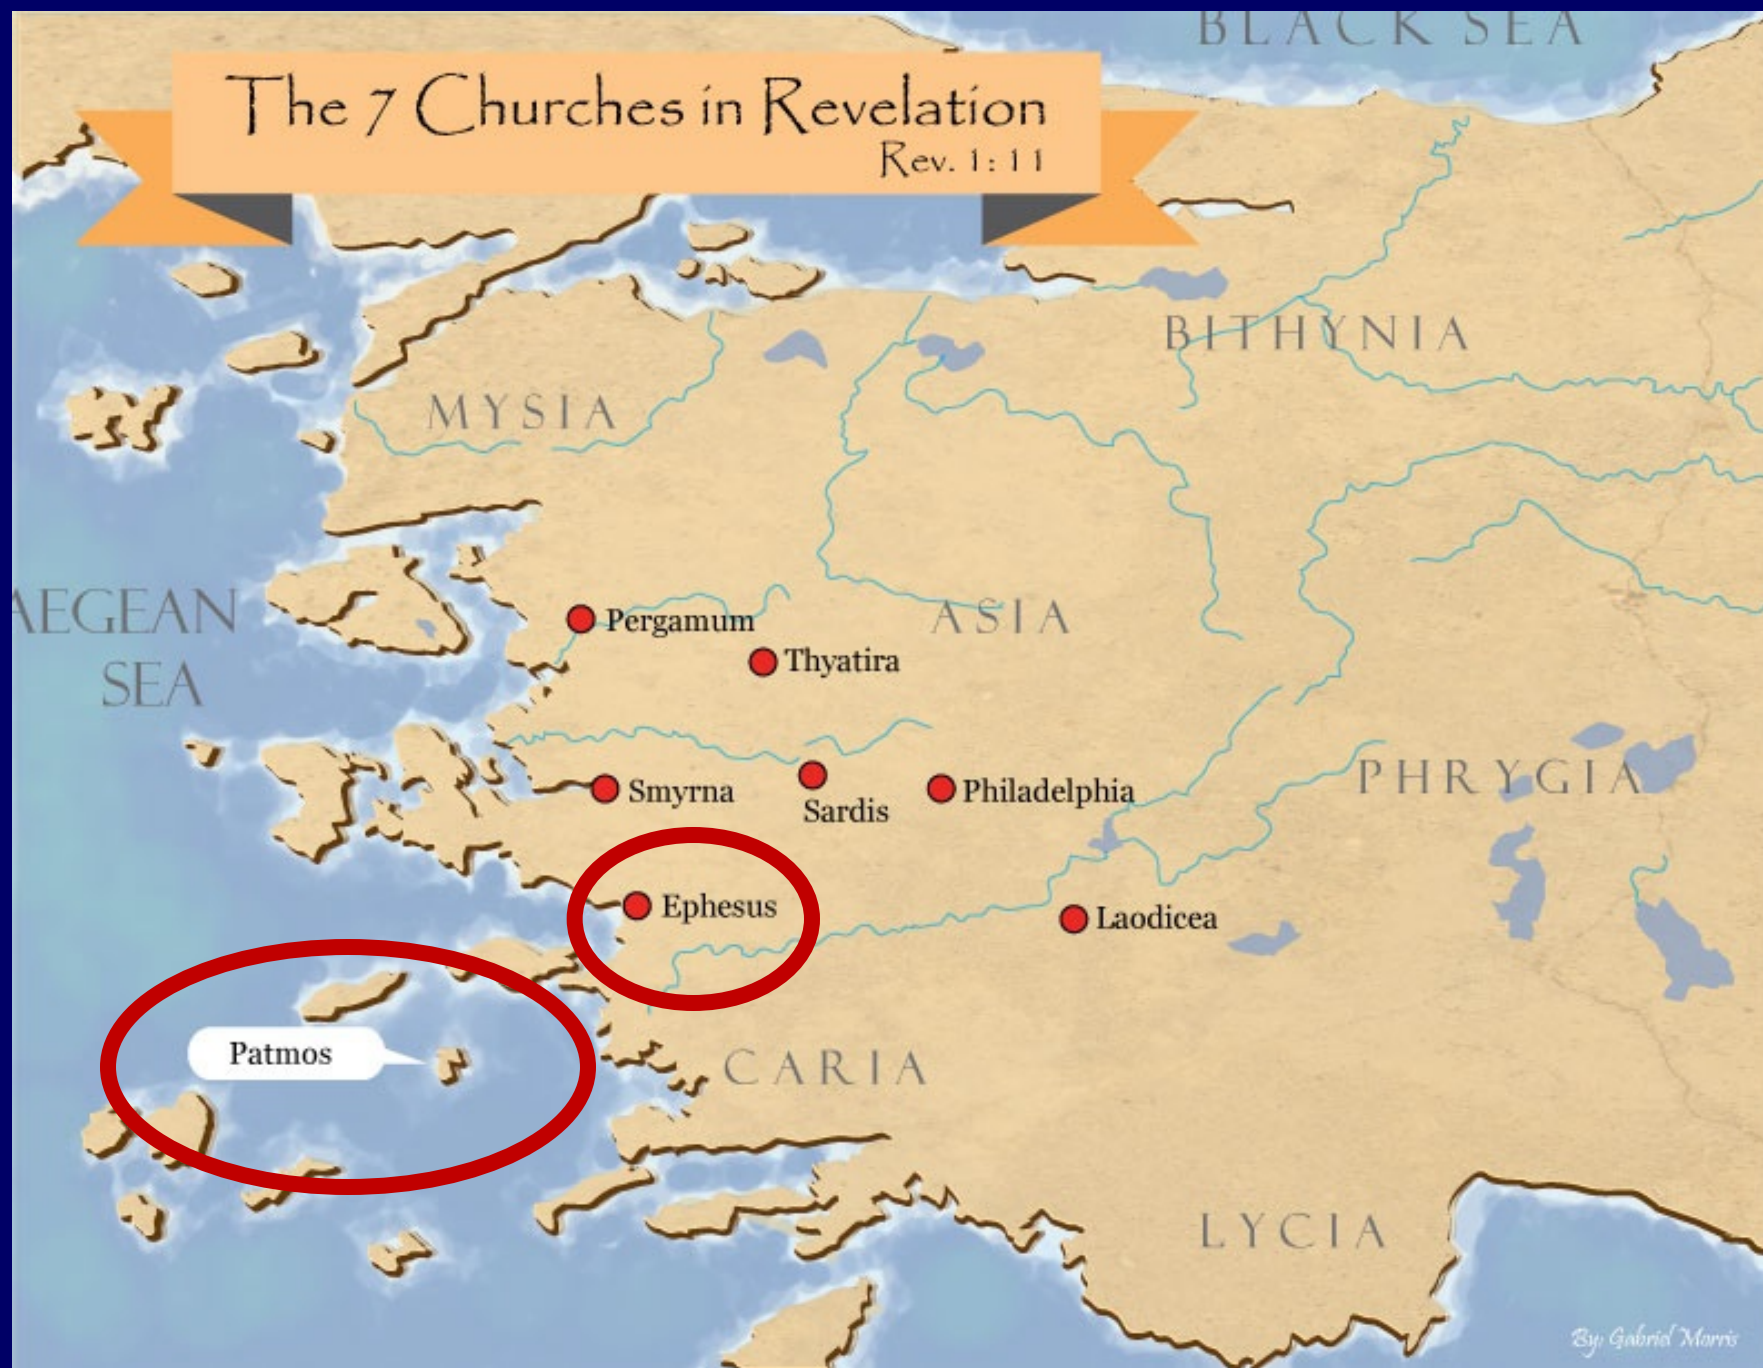 BLACK SEA
The 7 Churches in Revelation
Rev. 1:11
BITHYNIA
MYSIA
AEGEAN
SEA
Pergamum
ASIA
Thyatira
PHRYGIA
Smyrna
Sardis
Philadelphia
Ephesus
Laodicea
Patmos
CARIA
LYCIA
By: Gabriel Morris